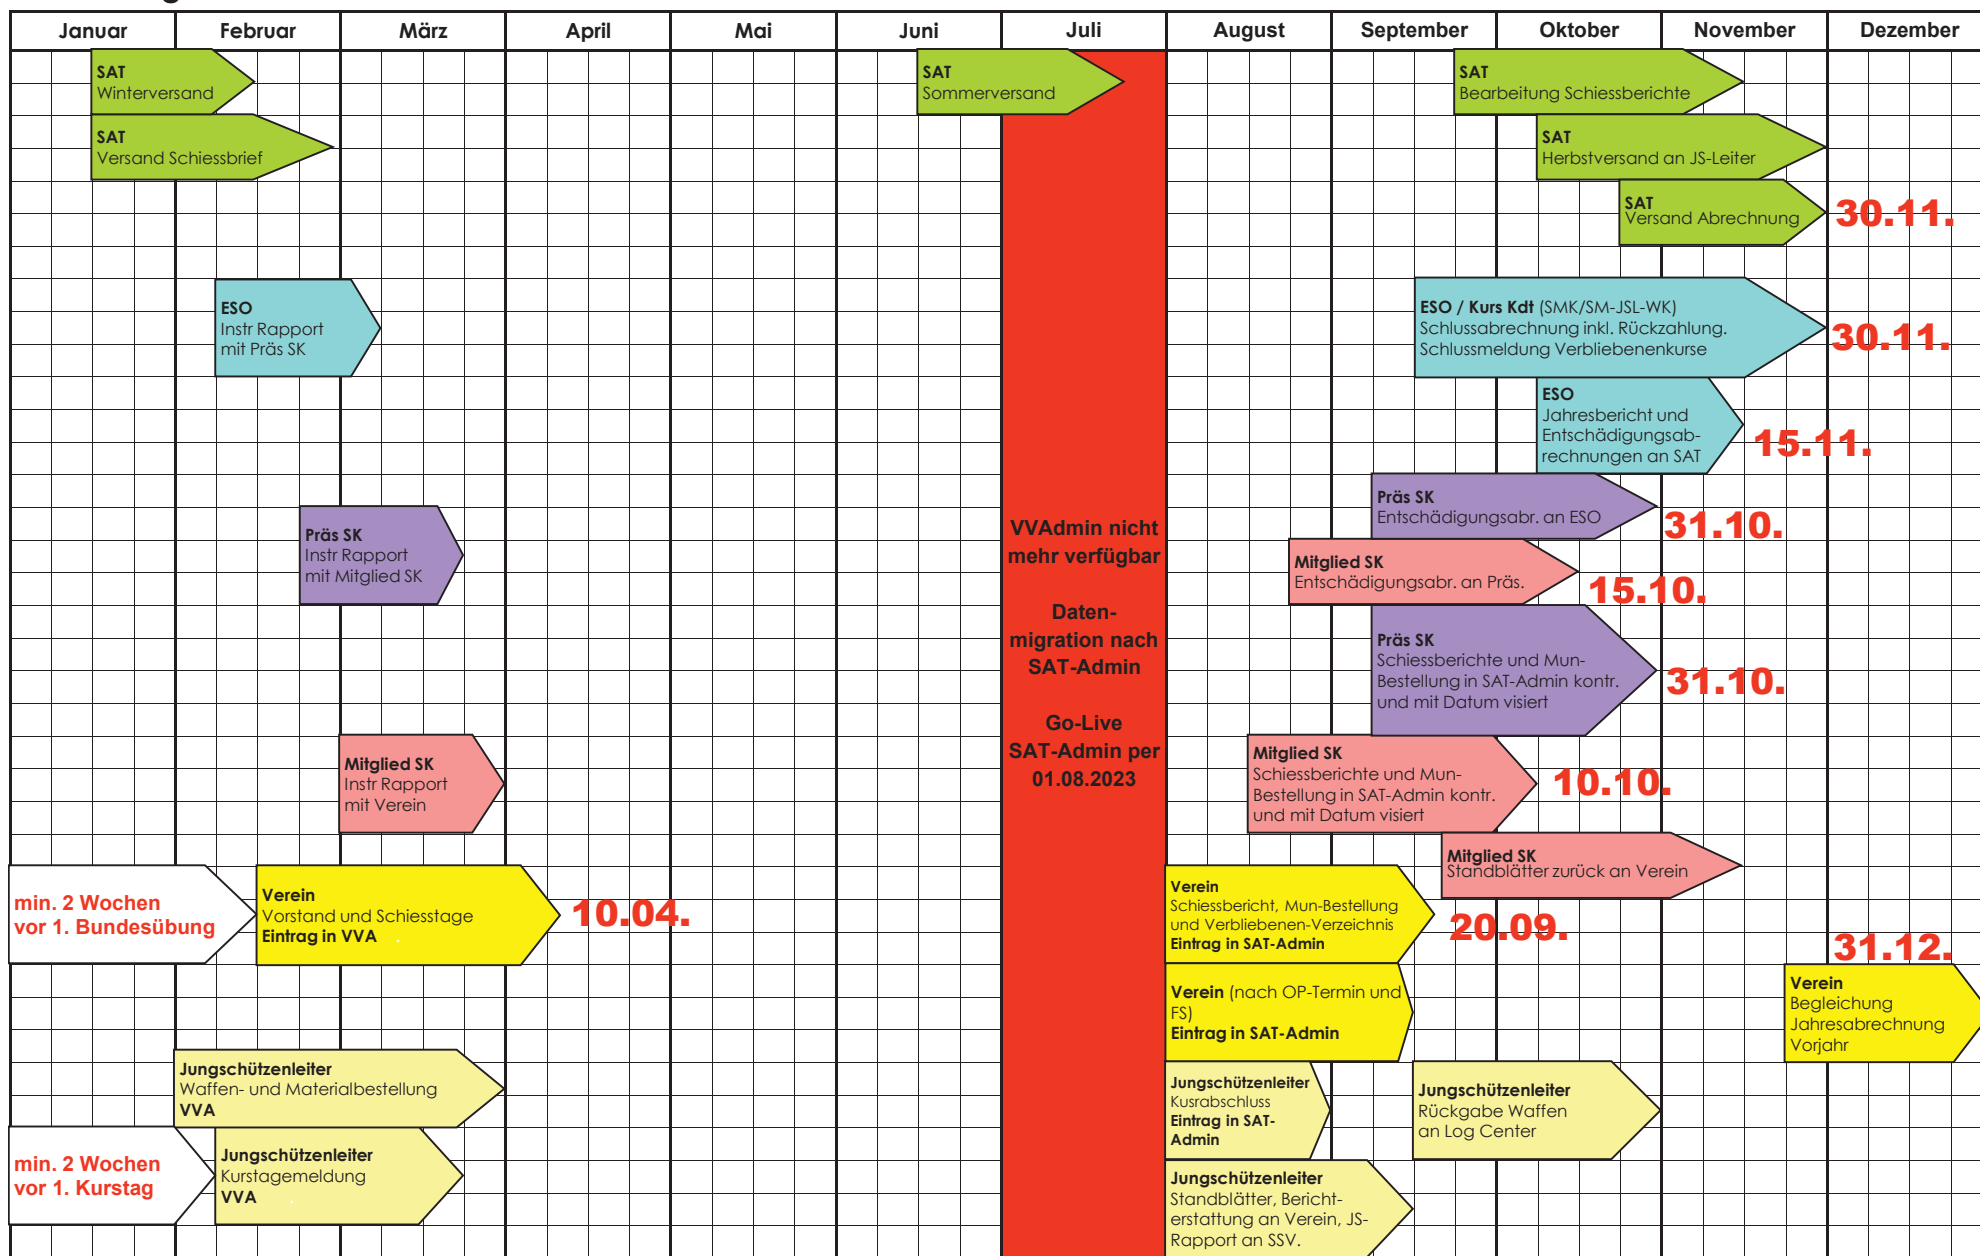 Januar Februar März April Mai Juni Juli August September Oktober November Dezember
SAT
Winterversand
SAT
Sommerversand
SAT
Bearbeitung Schiessberichte
SAT
Versand Schiessbrief
SAT
Herbstversand an JS-Leiter
SAT
Versand Abrechnung
30.11.
ESO
Instr Rapport
mit Präs SK
ESO / Kurs Kdt (SMK/SM-JSL-WK)
Schlussabrechnung inkl. Rückzahlung.
Schlussmeldung Verbliebenenkurse
30.11.
ESO
Jahresbericht und
Entschädigungsab-
rechnungen an SAT
15.11.
Präs SK
Entschädigungsabr. an ESO
31.10.
Präs SK
Instr Rapport
mit Mitglied SK
VVAdmin nicht
mehr verfügbar
Daten-
migration nach
SAT-Admin
Go-Live
SAT-Admin per
01.08.2023
Mitglied SK
Entschädigungsabr. an Präs.
15.10.
Präs SK
Schiessberichte und Mun-
Bestellung in SAT-Admin kontr.
und mit Datum visiert
31.10.
Mitglied SK
Instr Rapport
mit Verein
Mitglied SK
Schiessberichte und Mun-
Bestellung in SAT-Admin kontr.
und mit Datum visiert
10.10.
Mitglied SK
Standblätter zurück an Verein
min. 2 Wochen
vor 1. Bundesübung
Verein
Vorstand und Schiesstage
Eintrag in VVA
10.04.
Verein
Schiessbericht, Mun-Bestellung
und Verbliebenen-Verzeichnis
Eintrag in SAT-Admin
20.09.
31.12.
Verein (nach OP-Termin und
FS)
Eintrag in SAT-Admin
Verein
Begleichung
Jahresabrechnung
Vorjahr
Jungschützenleiter
Waffen- und Materialbestellung
VVA
Jungschützenleiter
Kusrabschluss
Eintrag in SAT-
Admin
Jungschützenleiter
Rückgabe Waffen
an Log Center
min. 2 Wochen
vor 1. Kurstag
Jungschützenleiter
Kurstagemeldung
VVA
Jungschützenleiter
Standblätter, Bericht-
erstattung an Verein, JS-
Rapport an SSV.